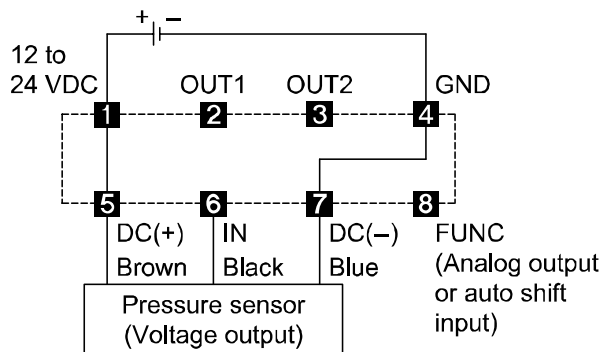 + −
12 to
24 VDC
OUT1
OUT2
GND
1
2
3
4
5
6
7
8
DC(+)
Brown
IN
Black
DC(−)
Blue
FUNC
(Analog output
or auto shift
input)
Pressure sensor
(Voltage output)